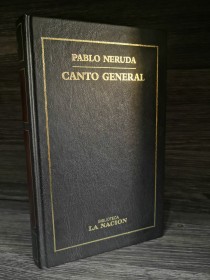 PABLO NERUDA
CANTO GENERAL
BIBLIOTECA
LA NACION